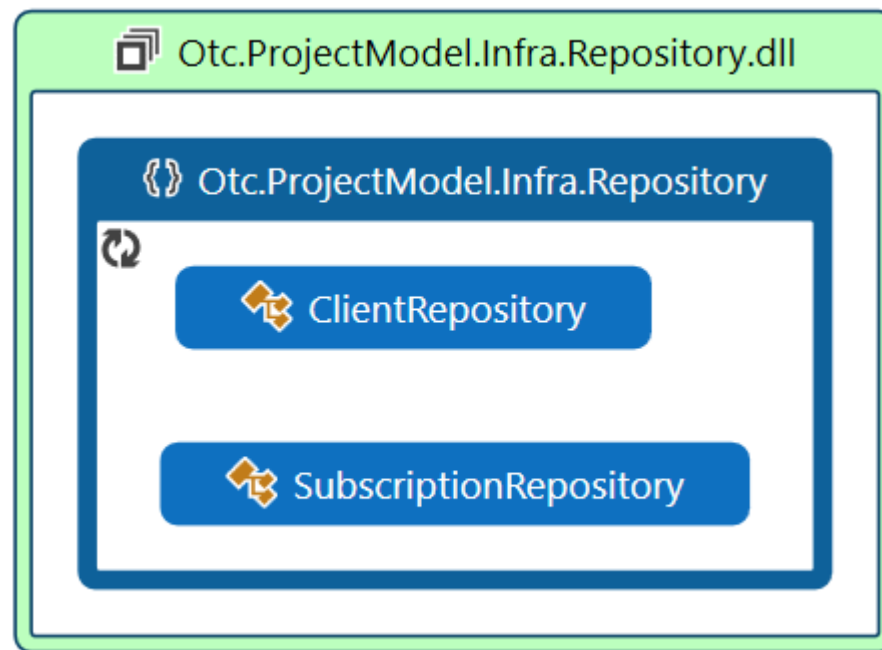 Otc.ProjectModel.Infra.Repository.dll
Otc.ProjectModel.Infra.Repository
ClientRepository
SubscriptionRepository